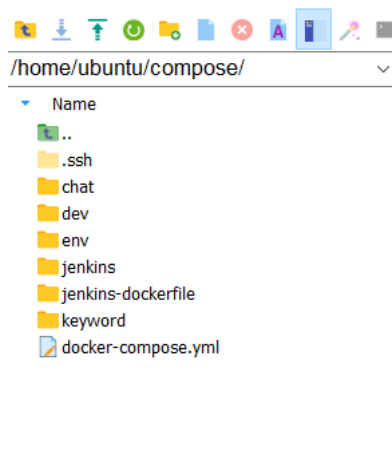 /home/ubuntu/compose/
Name
..
.ssh
chat
dev
env
jenkins
jenkins-dockerfile
keyword
docker-compose.yml